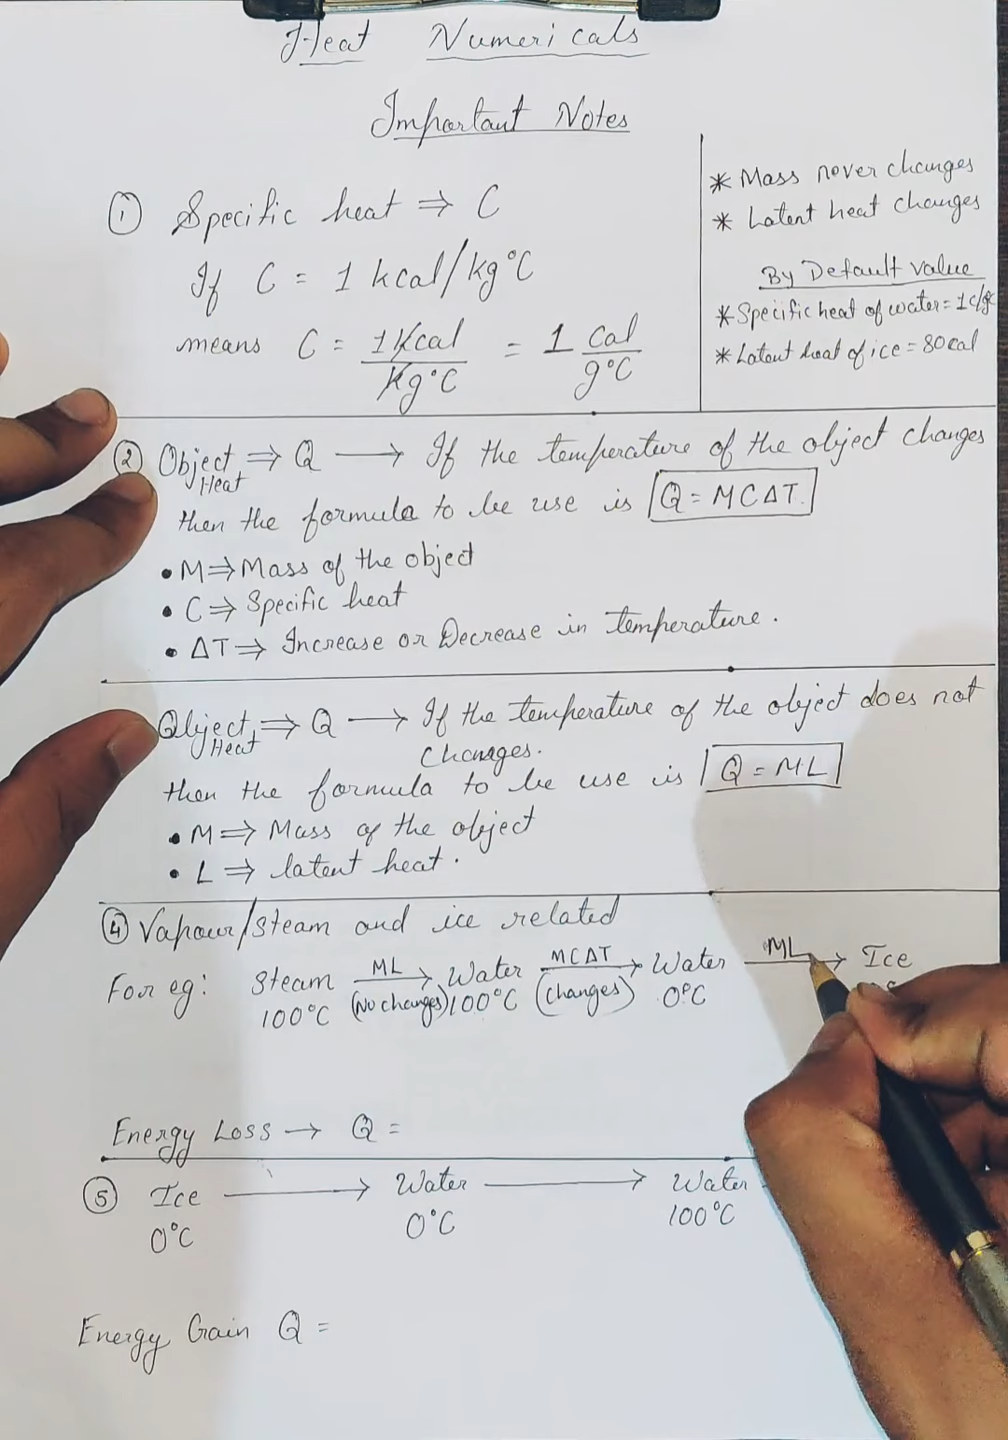 Heat Numericals
Important Notes
① Specific heat ⇒ C
If C = 1 kcal/kg°C
means C = 1 Kcal / Kg°C = 1 Cal / g°C
* Mass never changes
* Latent heat changes
By Default value
* Specific heat of water = 1 c/g°c
* Latent heat of ice = 80 cal
② Object Heat ⇒ Q → If the temperature of the object changes
then the formula to be use is Q = MCΔT.
• M ⇒ Mass of the object
• C ⇒ Specific heat
• ΔT ⇒ Increase or Decrease in temperature.
Object Heat ⇒ Q → If the temperature of the object does not
changes.
then the formula to be use is Q = ML
• M ⇒ Mass of the object
• L ⇒ latent heat.
④ Vapour/steam and ice related
For eg: Steam ML → Water MCΔT → Water ML → Ice
100°C (No changes) 100°C (Changes) 0°C
Energy Loss → Q =
⑤ Ice → Water → Water
0°C 0°C 100°C
Energy Gain Q =